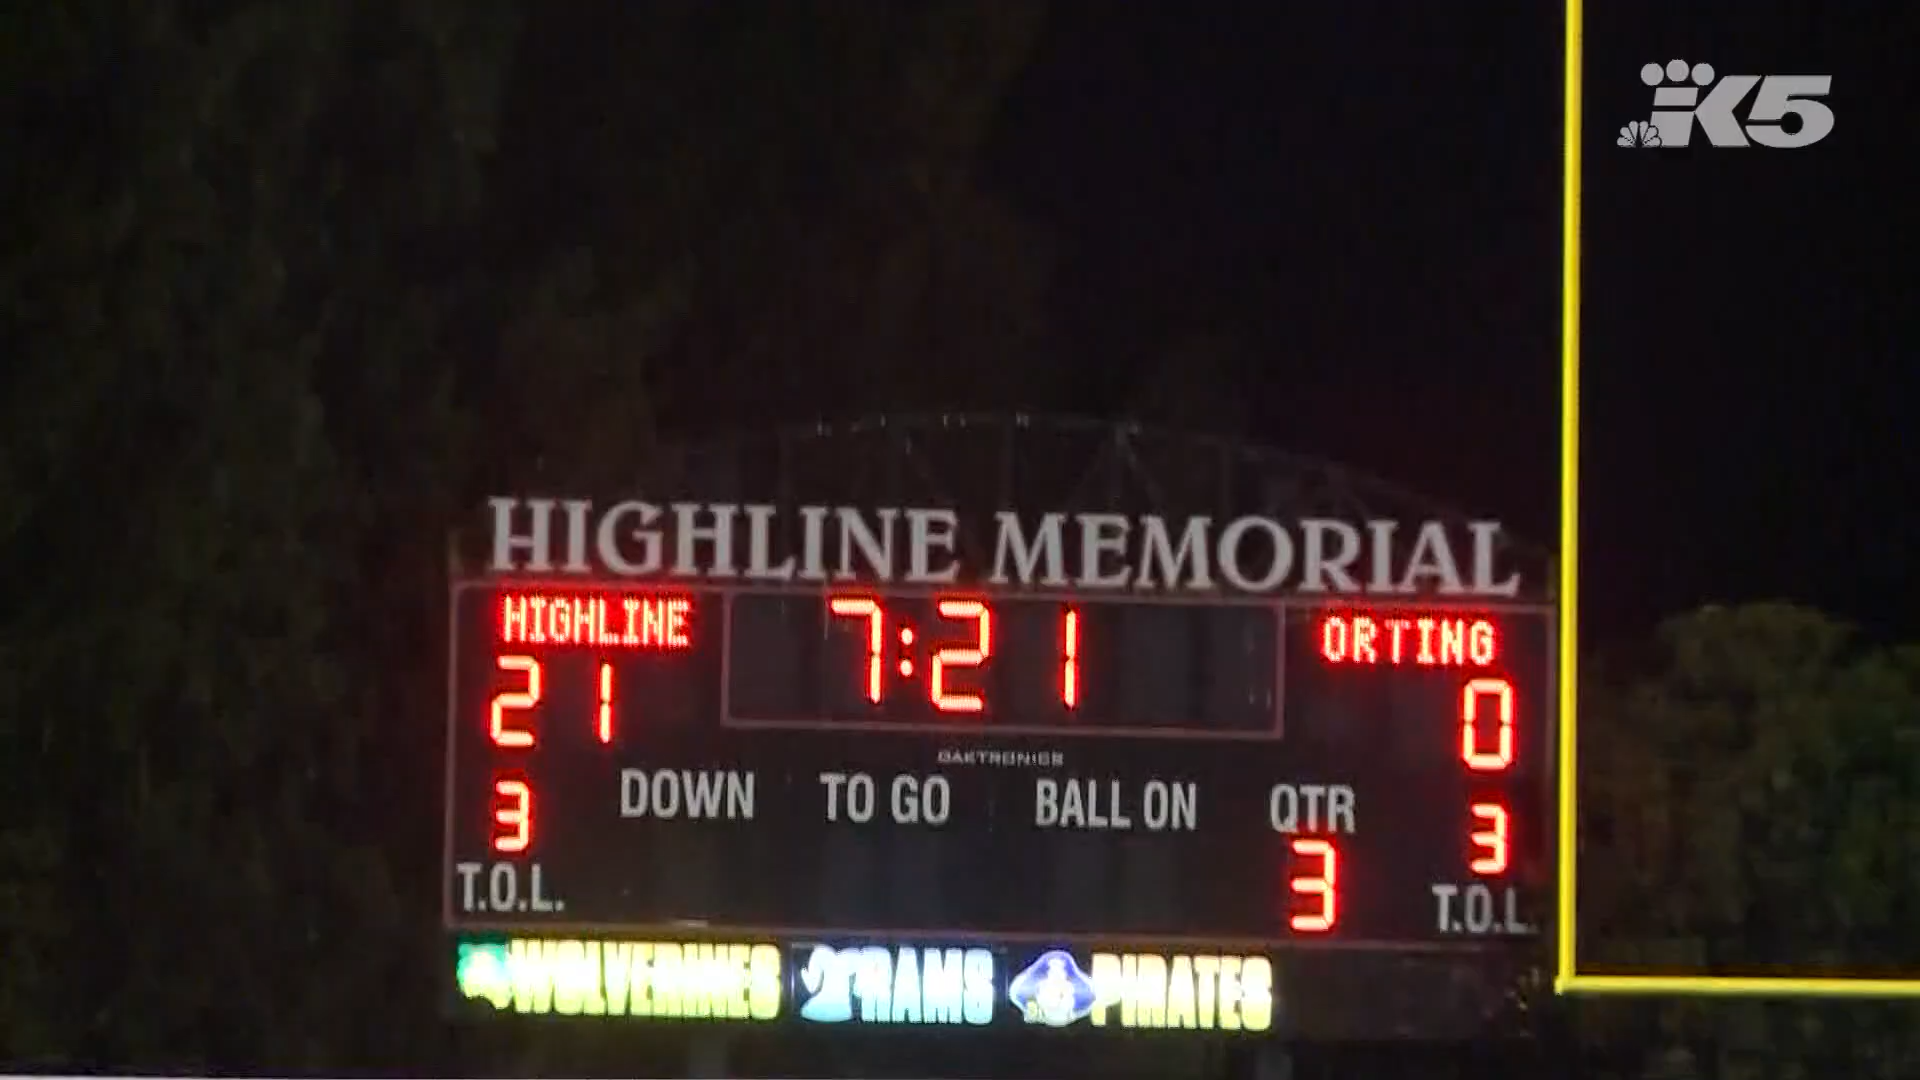 K5
HIGHLINE MEMORIAL
HIGHLINE 7:21 1 ORTING
21 0
DAKTRONICS
DOWN TO GO BALL ON QTR
3 3 3
T.O.L. T.O.L.
WOLVERINES RAMS PIRATES